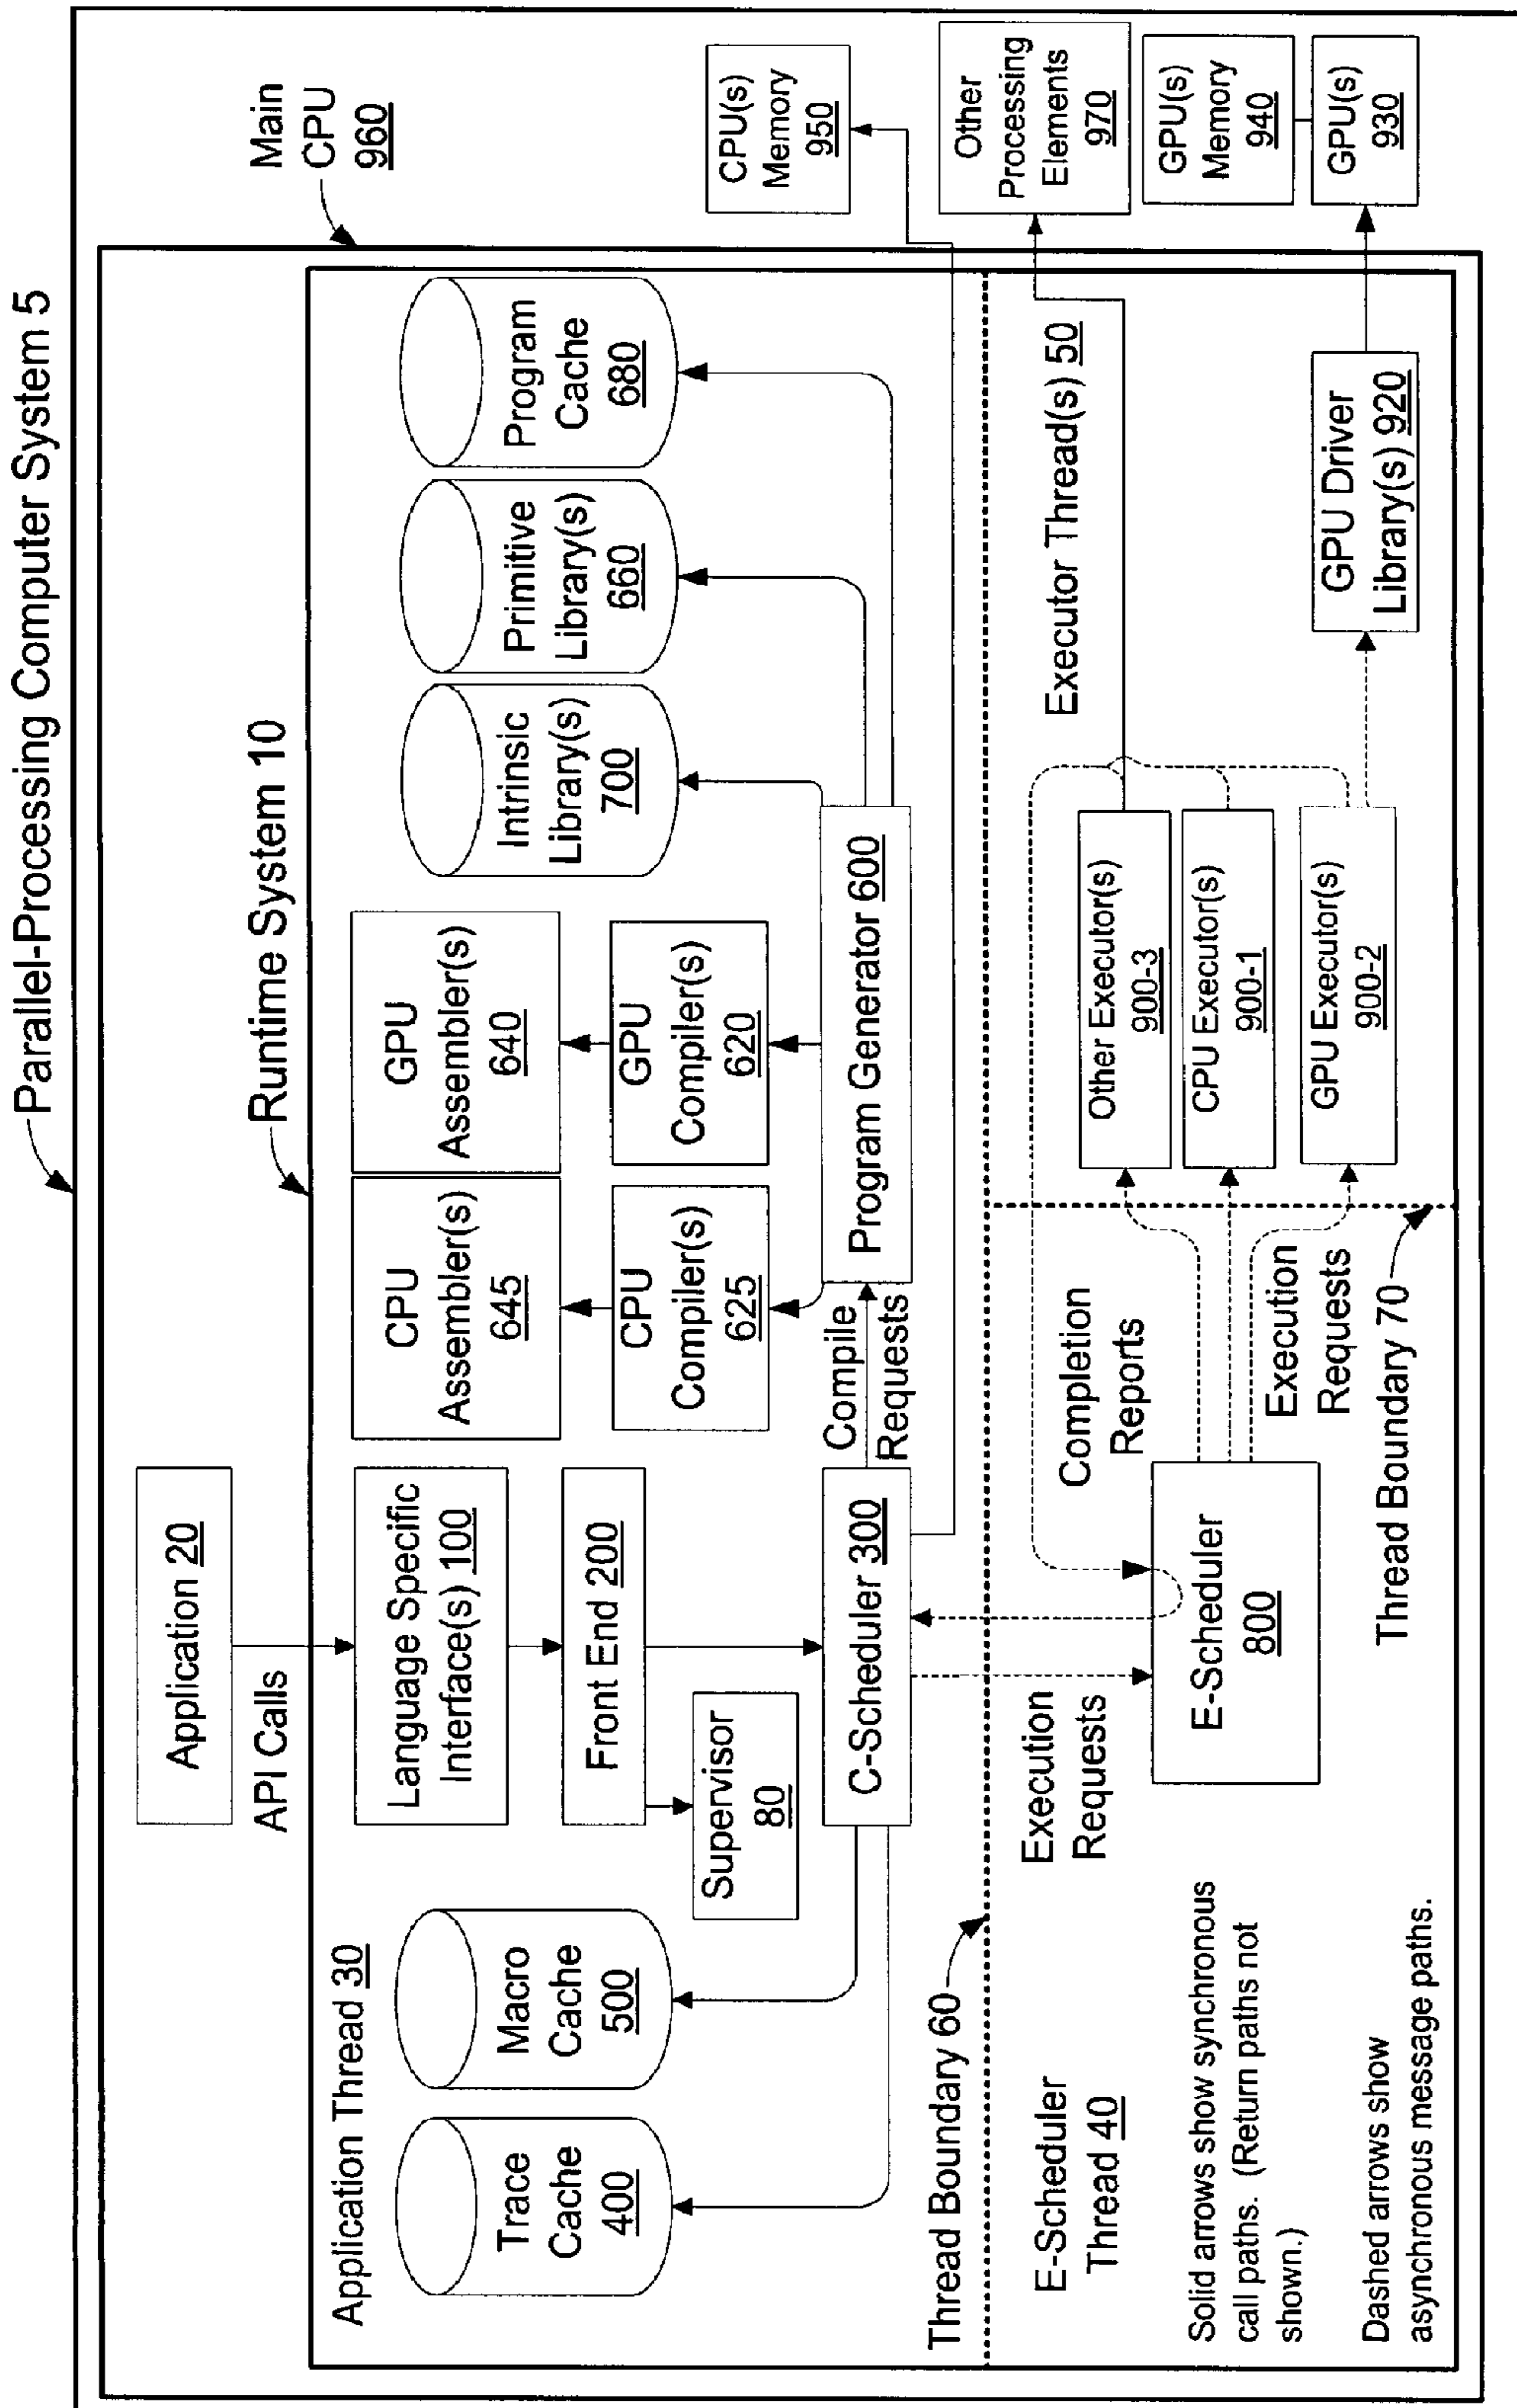 Parallel-Processing Computer System 5
Runtime System 10
Main
CPU
960
Application 20
API Calls
Application Thread 30
Language Specific
Interface(s) 100
Front End 200
Supervisor
80
C-Scheduler 300
Trace
Cache
400
Macro
Cache
500
CPU
Assembler(s)
645
GPU
Assembler(s)
640
CPU
Compiler(s)
625
GPU
Compiler(s)
620
Compile
Requests
Program Generator 600
Intrinsic
Library(s)
700
Primitive
Library(s)
660
Program
Cache
680
CPU(s)
Memory
950
Other
Processing
Elements
970
GPU(s)
Memory
940
GPU(s)
930
Thread Boundary 60
E-Scheduler
Thread 40
Execution
Requests
E-Scheduler
800
Completion
Reports
Execution
Requests
Thread Boundary 70
Executor Thread(s) 50
Other Executor(s)
900-3
CPU Executor(s)
900-1
GPU Executor(s)
900-2
GPU Driver
Library(s) 920
Solid arrows show synchronous
call paths. (Return paths not
shown.)
Dashed arrows show
asynchronous message paths.